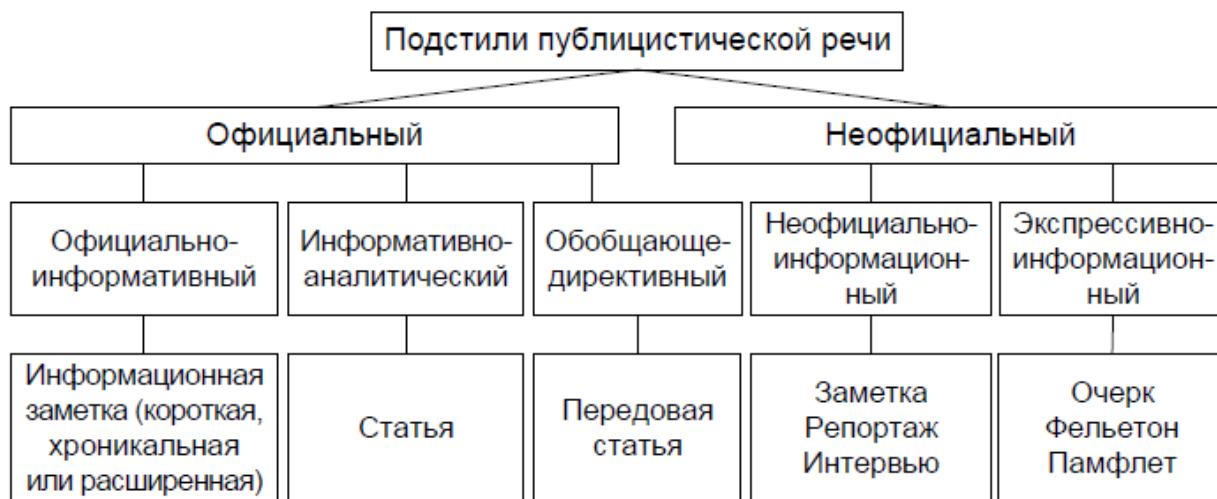 Подстили публицистической речи
Официальный
Неофициальный
Официально-
информативный
Информативно-
аналитический
Обобщающе-
директивный
Неофициально-
информацион-
ный
Экспрессивно-
информацион-
ный
Информационная
заметка (короткая,
хроникальная
или расширенная)
Статья
Передовая
статья
Заметка
Репортаж
Интервью
Очерк
Фельетон
Памфлет